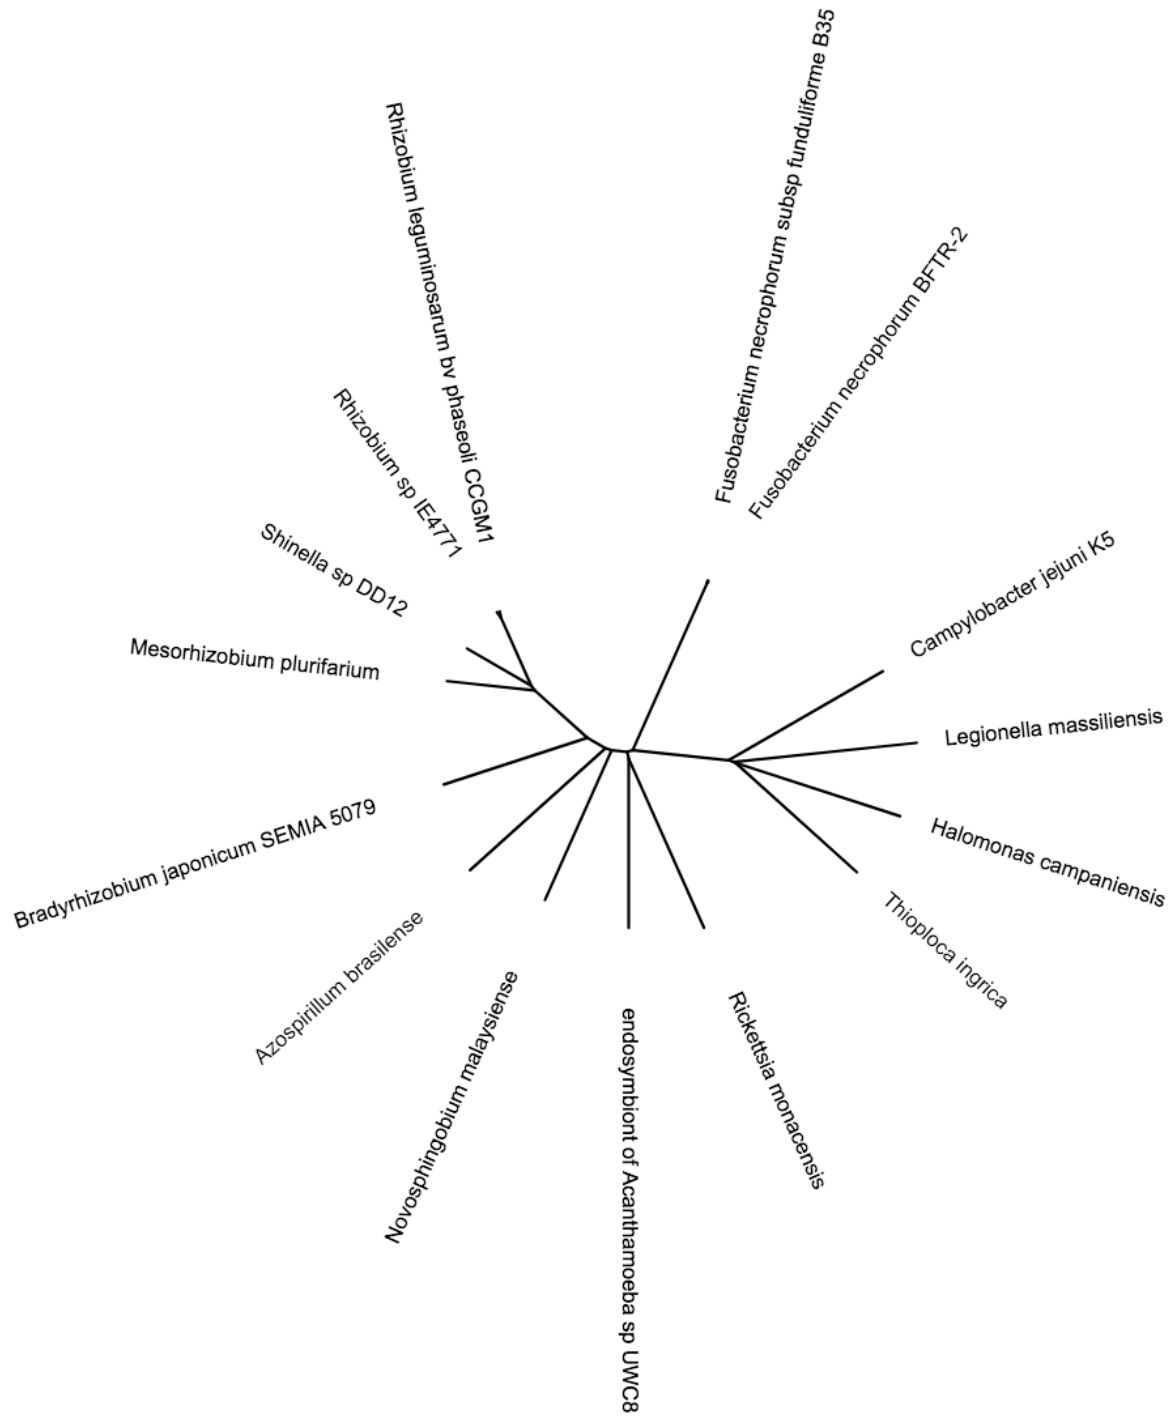 Fusobacterium necrophorum subsp funduliforme B35
Rhizobium leguminosarum bv phaseoli CCGM1
Fusobacterium necrophorum BFTR-2
Rhizobium sp IE4771
Shinella sp DD12
Campylobacter jejuni K5
Mesorhizobium plurifarium
Legionella massiliensis
Bradyrhizobium japonicum SEMIA 5079
Halomonas campaniensis
Thioploca ingrica
Azospirillum brasilense
Novosphingobium malaysiense
Rickettsia monacensis
endosymbiont of Acanthamoeba sp UWC8